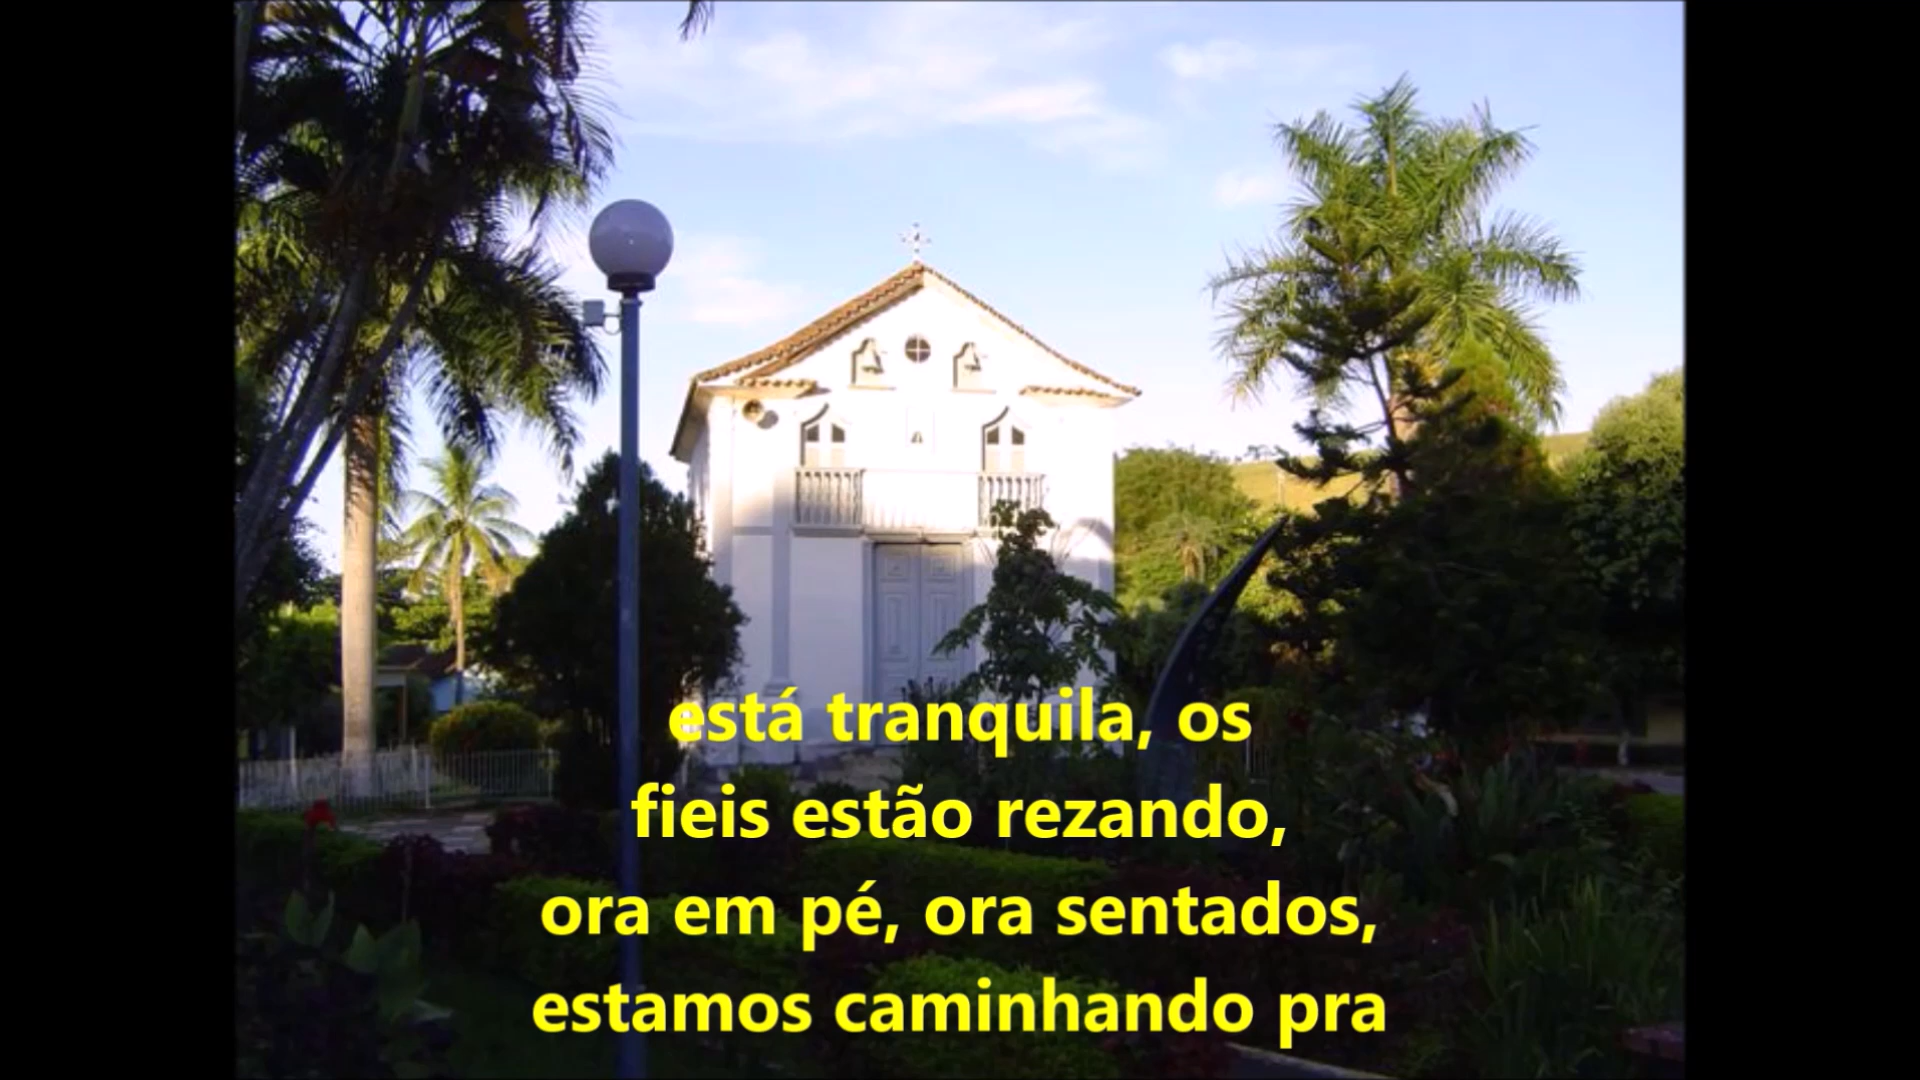 está tranquila, os
fieis estão rezando,
ora em pé, ora sentados,
estamos caminhando pra